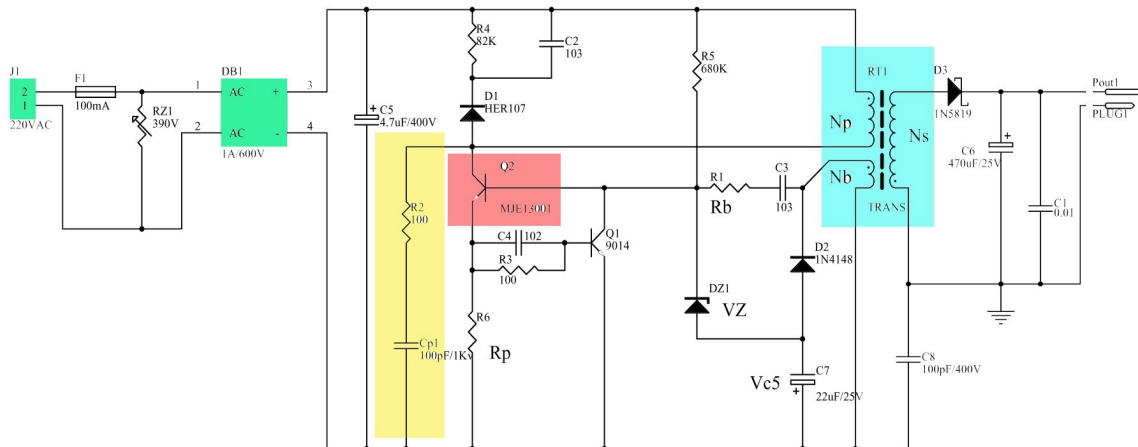 J1
2
1
220VAC
F1
100mA
RZ1
390V
1
2
DB1
AC
+
AC
-
1A/600V
3
4
C5
+
4.7uF/400V
R4
82K
C2
103
D1
HER107
R2
100
Cp1
100pF/1Kv
Q2
MJE13001
C4
102
R3
100
Q1
9014
R6
Rp
R5
680K
R1
Rb
C3
103
D2
1N4148
DZ1
VZ
Vc5
C7
22uF/25V
+
RT1
Np
Ns
Nb
TRANS
D3
1N5819
C6
470uF/25V
+
C1
0.01
Pout1
PLUG1
C8
100pF/400V